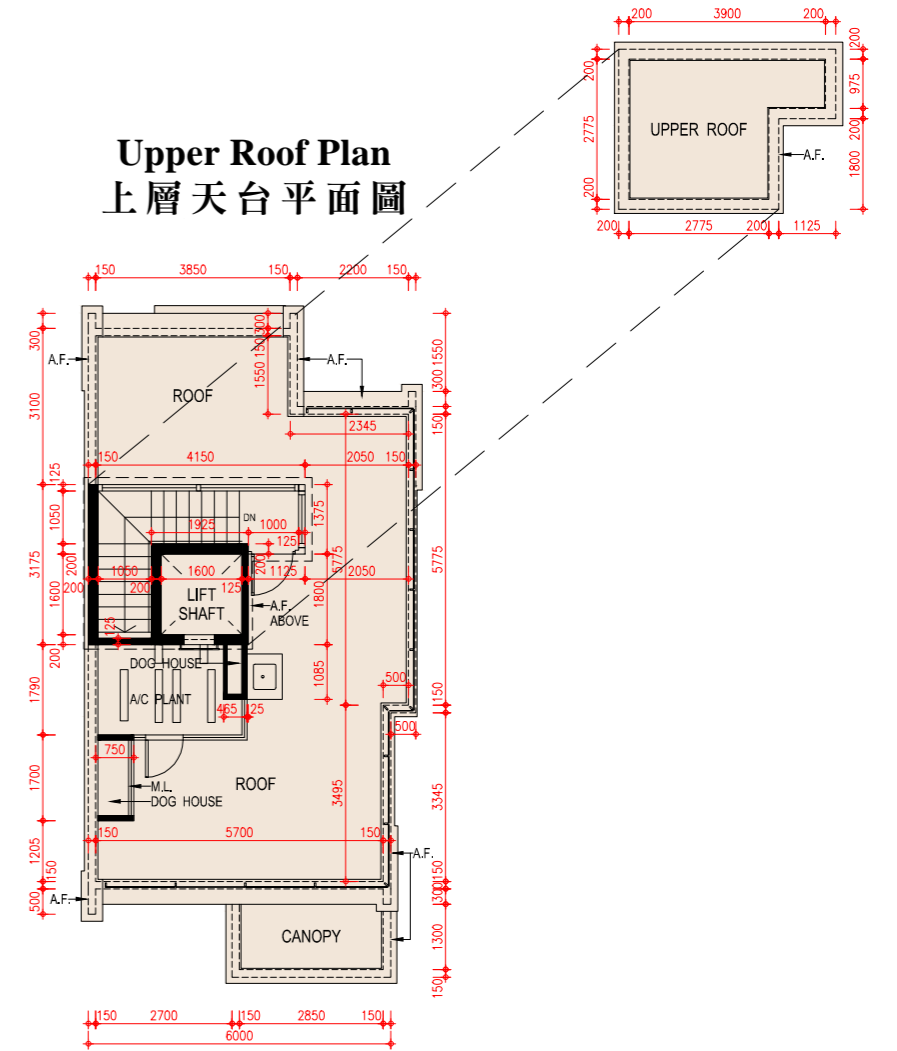 200 3900 200
200
200
975
2775
UPPER ROOF
200
A.F.
1800
200
200 2775 200 1125
Upper Roof Plan
上層天台平面圖
150 3850 150 2200 150
300
300
150
1550
1550
A.F.
A.F.
300
ROOF
3100
150
2345
150 4150 2050 150
125
1050
DN
1375
1925 1000
125
5775
5775
3175
200
200
200 1050 200 1600 125 1125 2050
1600
LIFT
SHAFT
1800
A.F.
ABOVE
125
200
DOG HOUSE
1085
500
1790
A/C PLANT
150
465 125
500
750
1700
ROOF
M.L.
DOG HOUSE
3495
3345
150 5700 150
1205
A.F.
150
150
A.F.
500
300
CANOPY
1300
150
150 2700 150 2850 150
6000